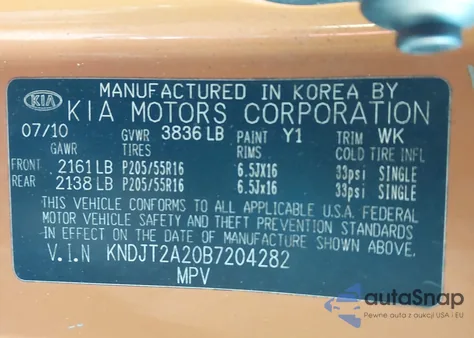 KIA
MANUFACTURED IN KOREA BY
KIA MOTORS CORPORATION
07/10 GVWR 3836 LB PAINT Y1 TRIM WK
GAWR TIRES RIMS COLD TIRE INFL
FRONT 2161 LB P205/55R16 6.5JX16 33psi SINGLE
REAR 2138 LB P205/55R16 6.5Jx16 33psi SINGLE
THIS VEHICLE CONFORMS TO ALL APPLICABLE U.S.A. FEDERAL
MOTOR VEHICLE SAFETY AND THEFT PREVENTION STANDARDS
IN EFFECT ON THE DATE OF MANUFACTURE SHOWN ABOVE.
V.I.N KNDJT2A20B7204282
MPV
autaSnap
Pewne auta z aukcji USA i EU